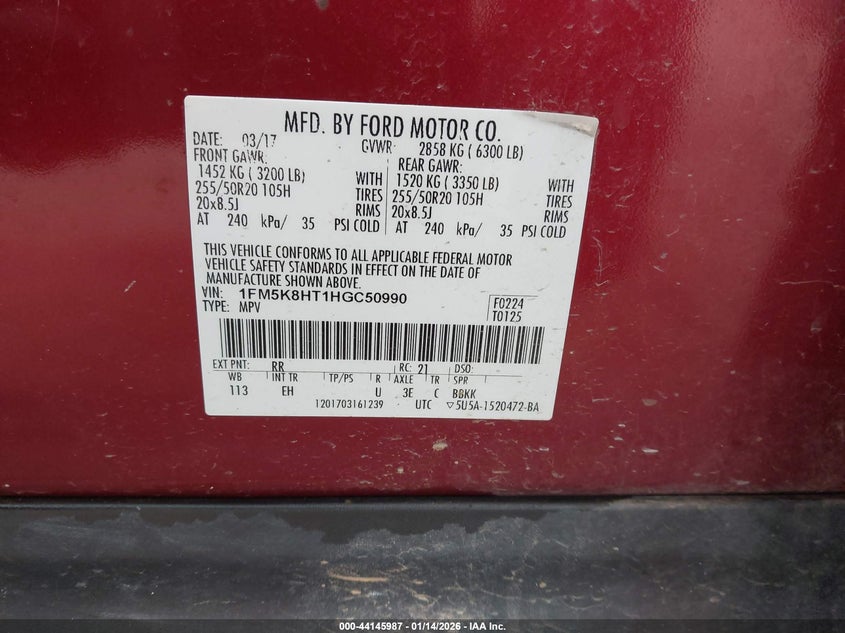 MFD. BY FORD MOTOR CO.
DATE: 03/17 GVWR: 2858 KG ( 6300 LB)
FRONT GAWR: REAR GAWR:
1452 KG ( 3200 LB) WITH 1520 KG ( 3350 LB) WITH
255/50R20 105H TIRES 255/50R20 105H TIRES
20x8.5J RIMS 20x8.5J RIMS
AT 240 kPa/ 35 PSI COLD AT 240 kPa/ 35 PSI COLD
THIS VEHICLE CONFORMS TO ALL APPLICABLE FEDERAL MOTOR
VEHICLE SAFETY STANDARDS IN EFFECT ON THE DATE OF
MANUFACTURE SHOWN ABOVE.
VIN: 1FM5K8HT1HGC50990 F0224
TYPE: MPV T0125
EXT PNT: RR RC: 21 DSO:
WB INT TR TP/PS R AXLE TR SPR
113 EH U 3E C BBKK
1201703161239 UTC ▽5U5A-1520472-BA
000-44145987 - 01/14/2026 - IAA Inc.